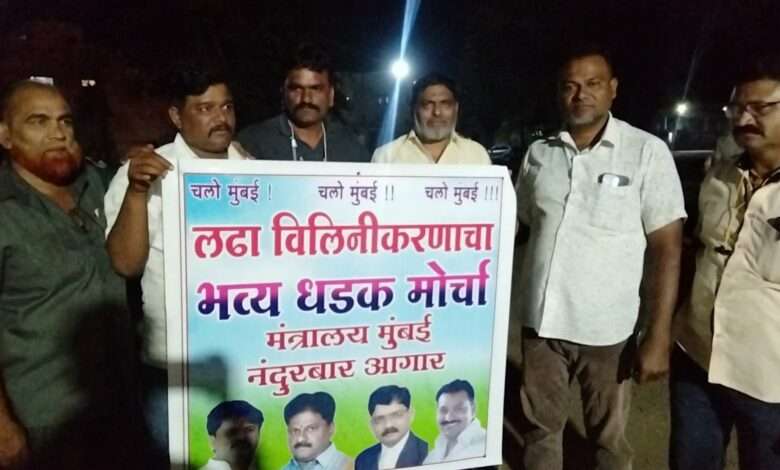 चलो मुंबई ! चलो मुंबई !! चलो मुंबई !!!
लढा विलिनीकरणाचा
भव्य धडक मोर्चा
मंत्रालय मुंबई
नंदुरबार आगार